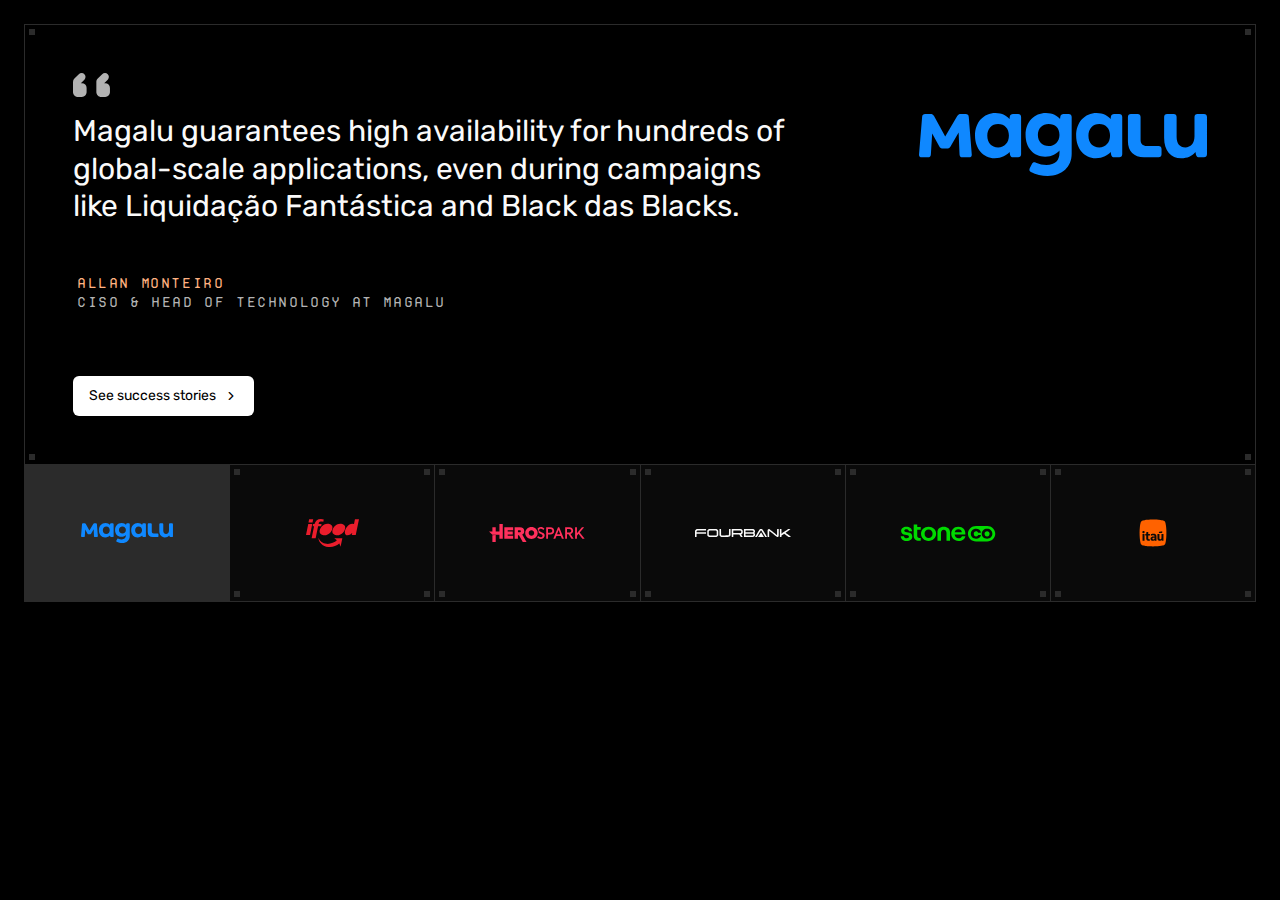 Magalu guarantees high availability for hundreds of
global-scale applications, even during campaigns
like Liquidação Fantástica and Black das Blacks.
Magalu
ALLAN MONTEIRO
CISO & HEAD OF TECHNOLOGY AT MAGALU
See success stories
Magalu
ifood
HEROSPARK
FOURBANK
stone co
itaú